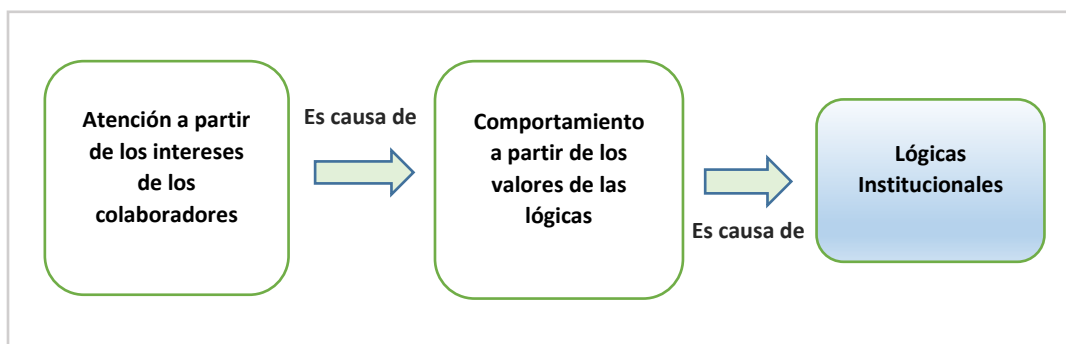 Atención a partir
de los intereses
de los
colaboradores
Es causa de
Comportamiento
a partir de los
valores de las
lógicas
Es causa de
Lógicas
Institucionales